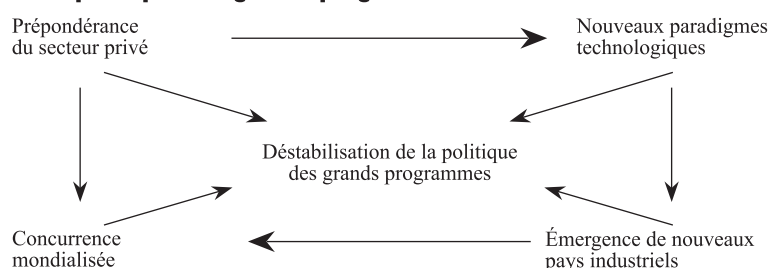 Prépondérance
du secteur privé
Nouveaux paradigmes
technologiques
Déstabilisation de la politique
des grands programmes
Concurrence
mondialisée
Émergence de nouveaux
pays industriels